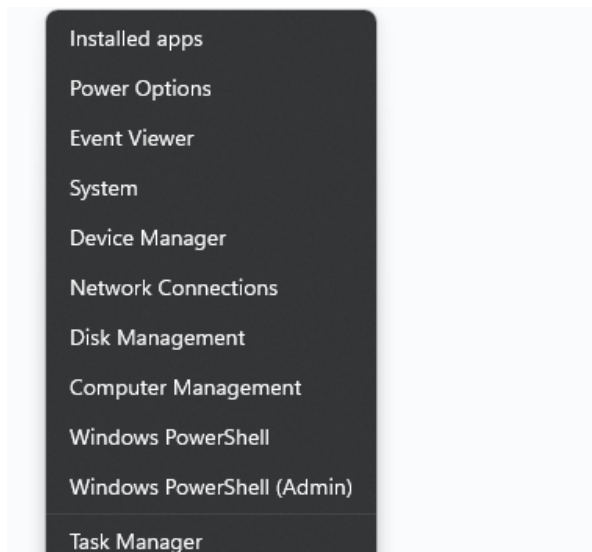 Installed apps
Power Options
Event Viewer
System
Device Manager
Network Connections
Disk Management
Computer Management
Windows PowerShell
Windows PowerShell (Admin)
Task Manager